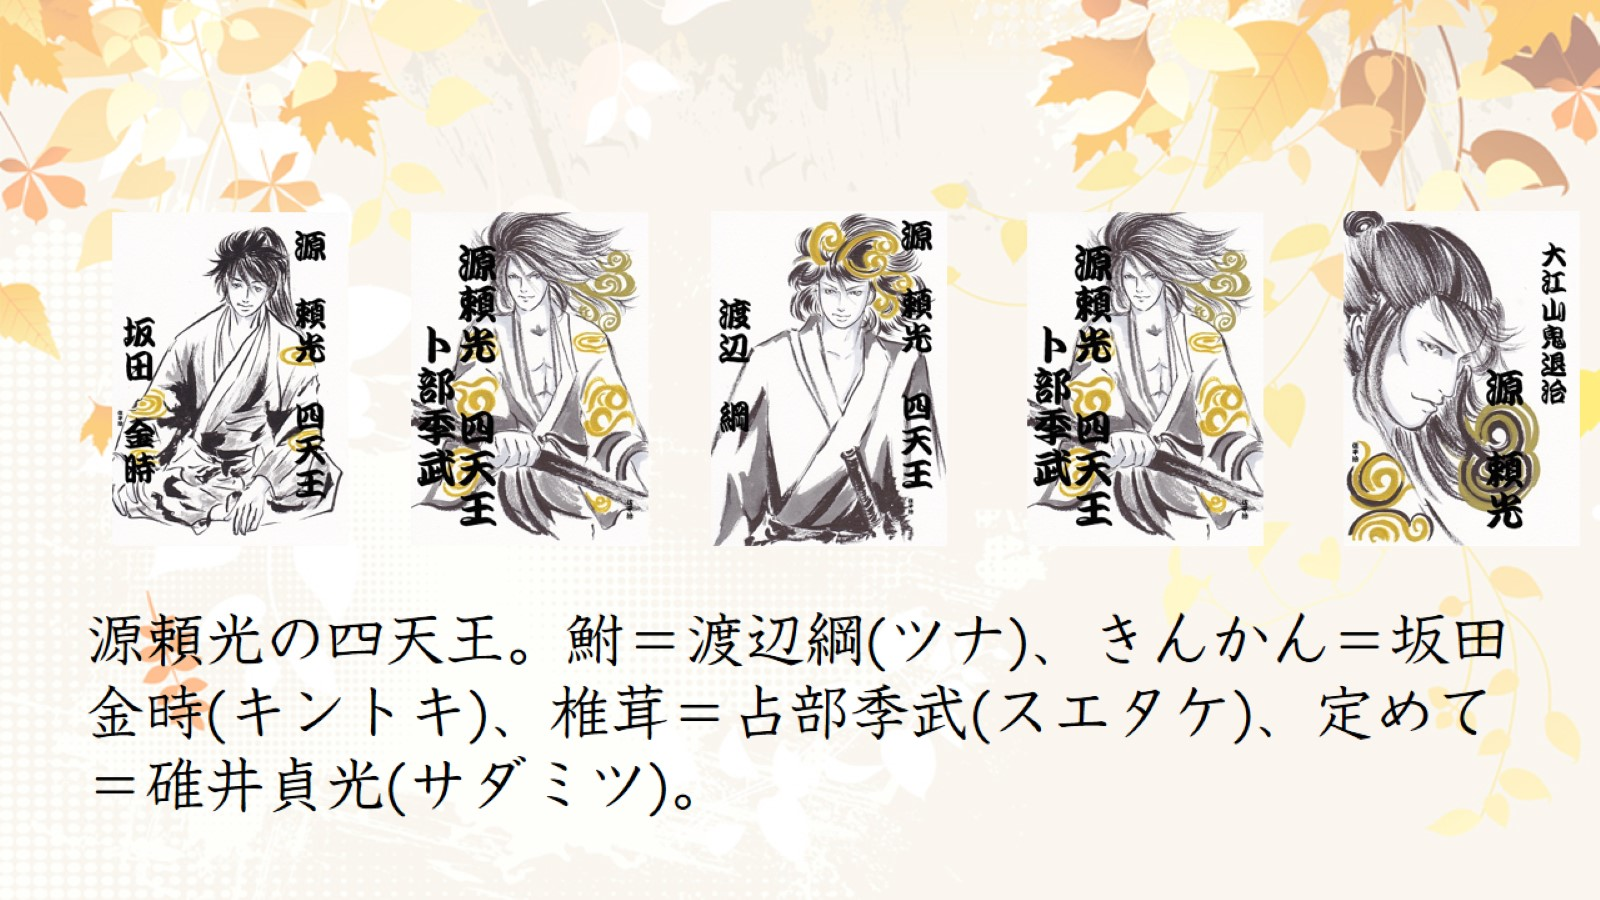 源 頼光 四天王
坂田 金時
源頼光 四天王
卜部季武
源 頼光 四天王
渡辺 綱
源頼光 四天王
卜部季武
大江山鬼退治
源 頼光
源頼光の四天王。鮒＝渡辺綱(ツナ)、きんかん＝坂田
金時(キントキ)、椎茸＝占部季武(スエタケ)、定めて
＝碓井貞光(サダミツ)。